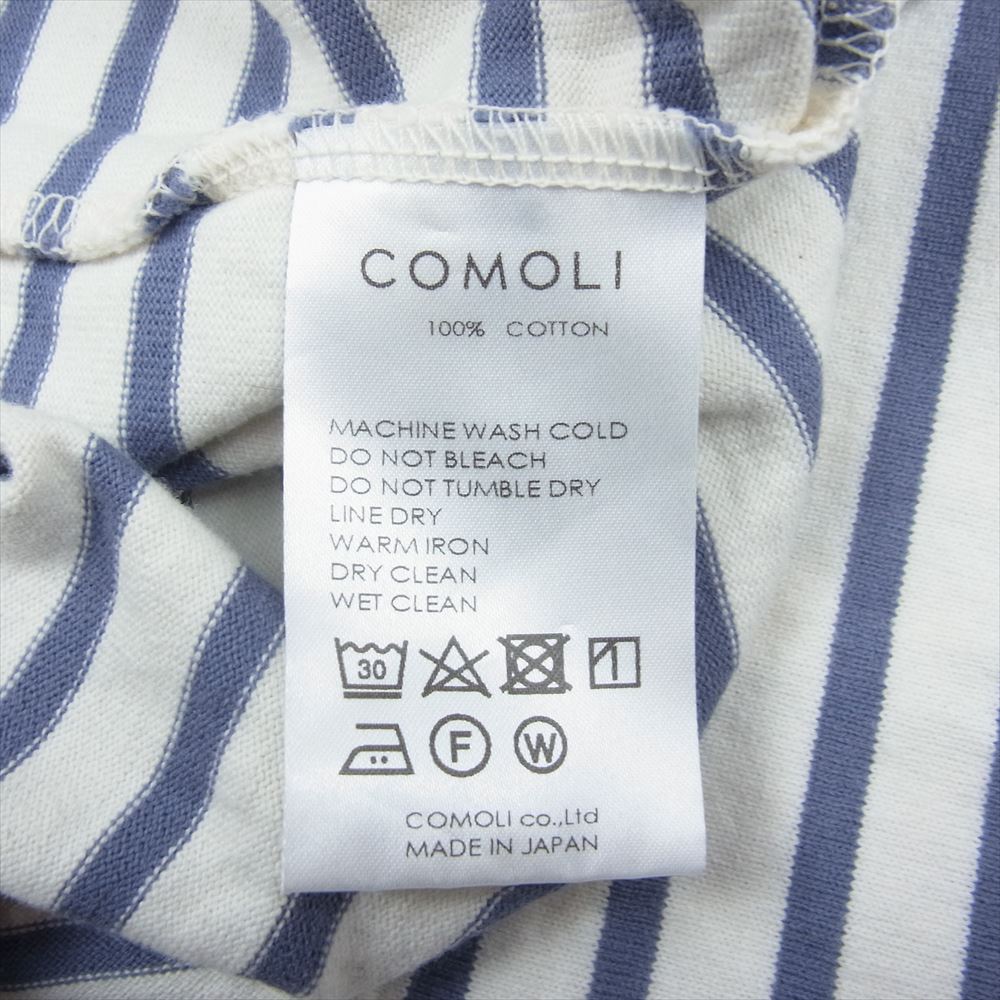 COMOLI
100% COTTON
MACHINE WASH COLD
DO NOT BLEACH
DO NOT TUMBLE DRY
LINE DRY
WARM IRON
DRY CLEAN
WET CLEAN
30
F W
COMOLI co.,Ltd
MADE IN JAPAN